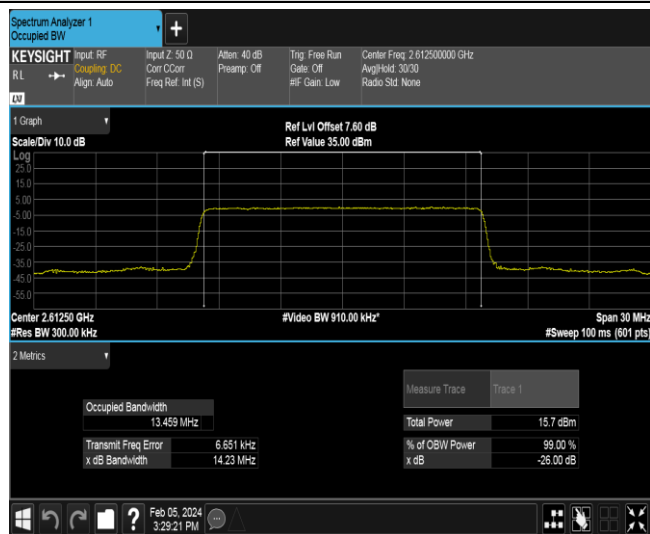 Spectrum Analyzer 1
Occupied BW
KEYSIGHT
RL
LXI
Input: RF
Coupling: DC
Align: Auto
Input Z: 50 Ω
Corr CCorr
Freq Ref: Int (S)
Atten: 40 dB
Preamp: Off
Trig: Free Run
Gate: Off
#IF Gain: Low
Center Freq: 2.612500000 GHz
Avg|Hold: 30/30
Radio Std: None
1 Graph
Scale/Div 10.0 dB
Ref Lvl Offset 7.60 dB
Ref Value 35.00 dBm
Log
25.0
15.0
5.00
-5.00
-15.0
-25.0
-35.0
-45.0
-55.0
Center 2.61250 GHz
#Video BW 910.00 kHz*
Span 30 MHz
#Res BW 300.00 kHz
#Sweep 100 ms (601 pts)
2 Metrics
Measure Trace Trace 1
Occupied Bandwidth
13.459 MHz
Total Power 15.7 dBm
Transmit Freq Error 6.651 kHz
% of OBW Power 99.00 %
x dB Bandwidth 14.23 MHz
x dB -26.00 dB
?
Feb 05, 2024
3:29:21 PM